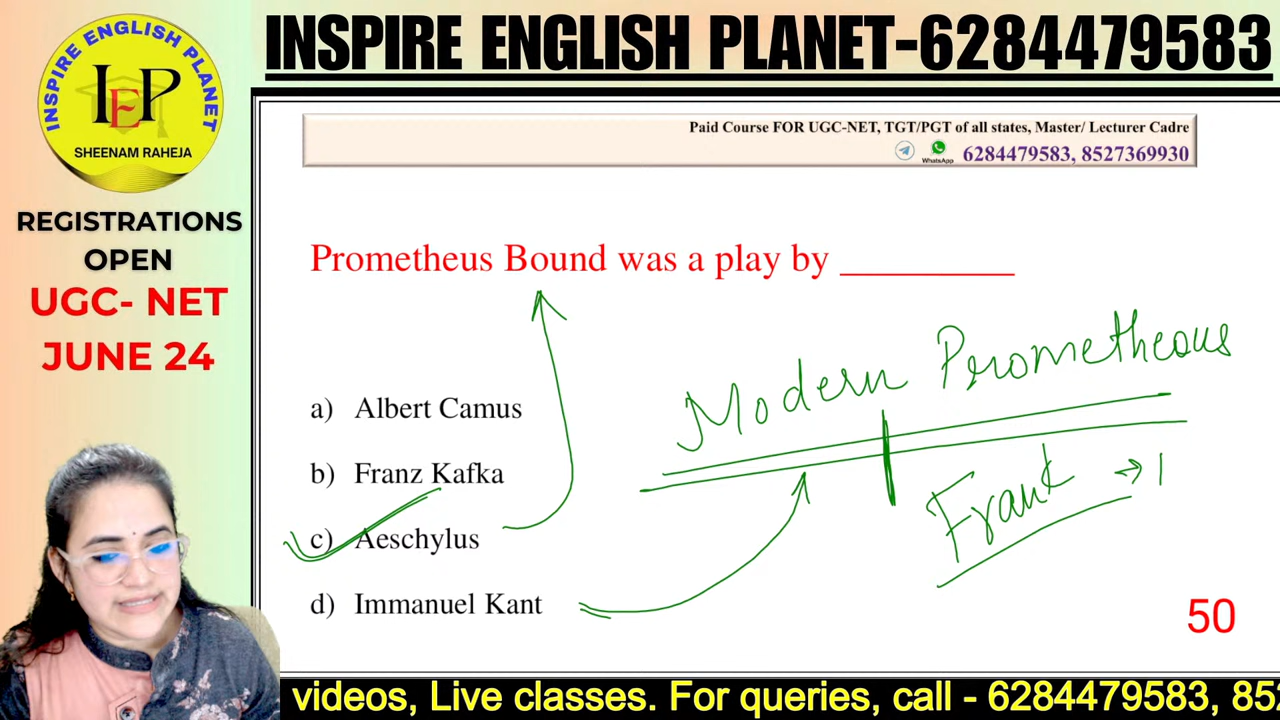 INSPIRE ENGLISH PLANET
IEP
SHEENAM RAHEJA
REGISTRATIONS
OPEN
UGC- NET
JUNE 24
INSPIRE ENGLISH PLANET-6284479583
Paid Course FOR UGC-NET, TGT/PGT of all states, Master/ Lecturer Cadre
WhatsApp 6284479583, 8527369930
Prometheus Bound was a play by __________
a) Albert Camus
b) Franz Kafka
c) Aeschylus
d) Immanuel Kant
Modern Prometheous
Frank → 1
50
videos, Live classes. For queries, call - 6284479583, 85